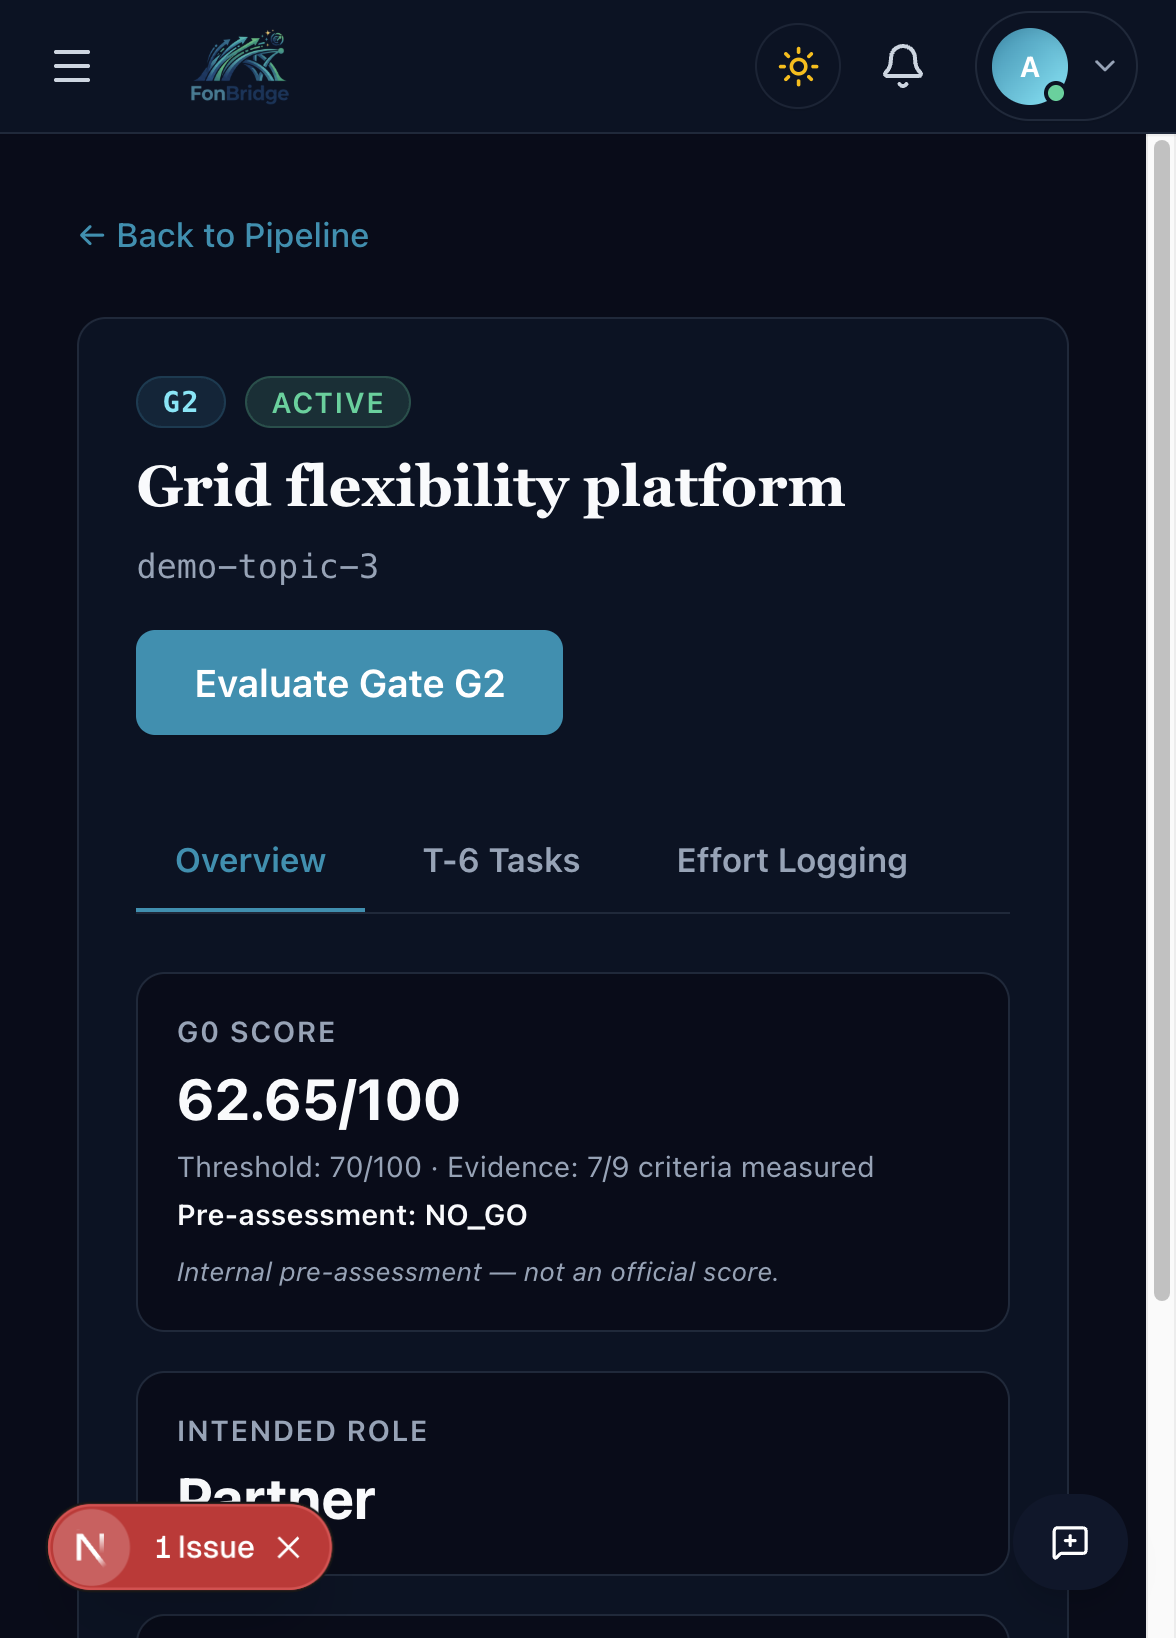 FonBridge
A
← Back to Pipeline
G2
ACTIVE
Grid flexibility platform
demo-topic-3
Evaluate Gate G2
Overview
T-6 Tasks
Effort Logging
G0 SCORE
62.65/100
Threshold: 70/100 · Evidence: 7/9 criteria measured
Pre-assessment: NO_GO
Internal pre-assessment — not an official score.
INTENDED ROLE
Partner
N
1 Issue